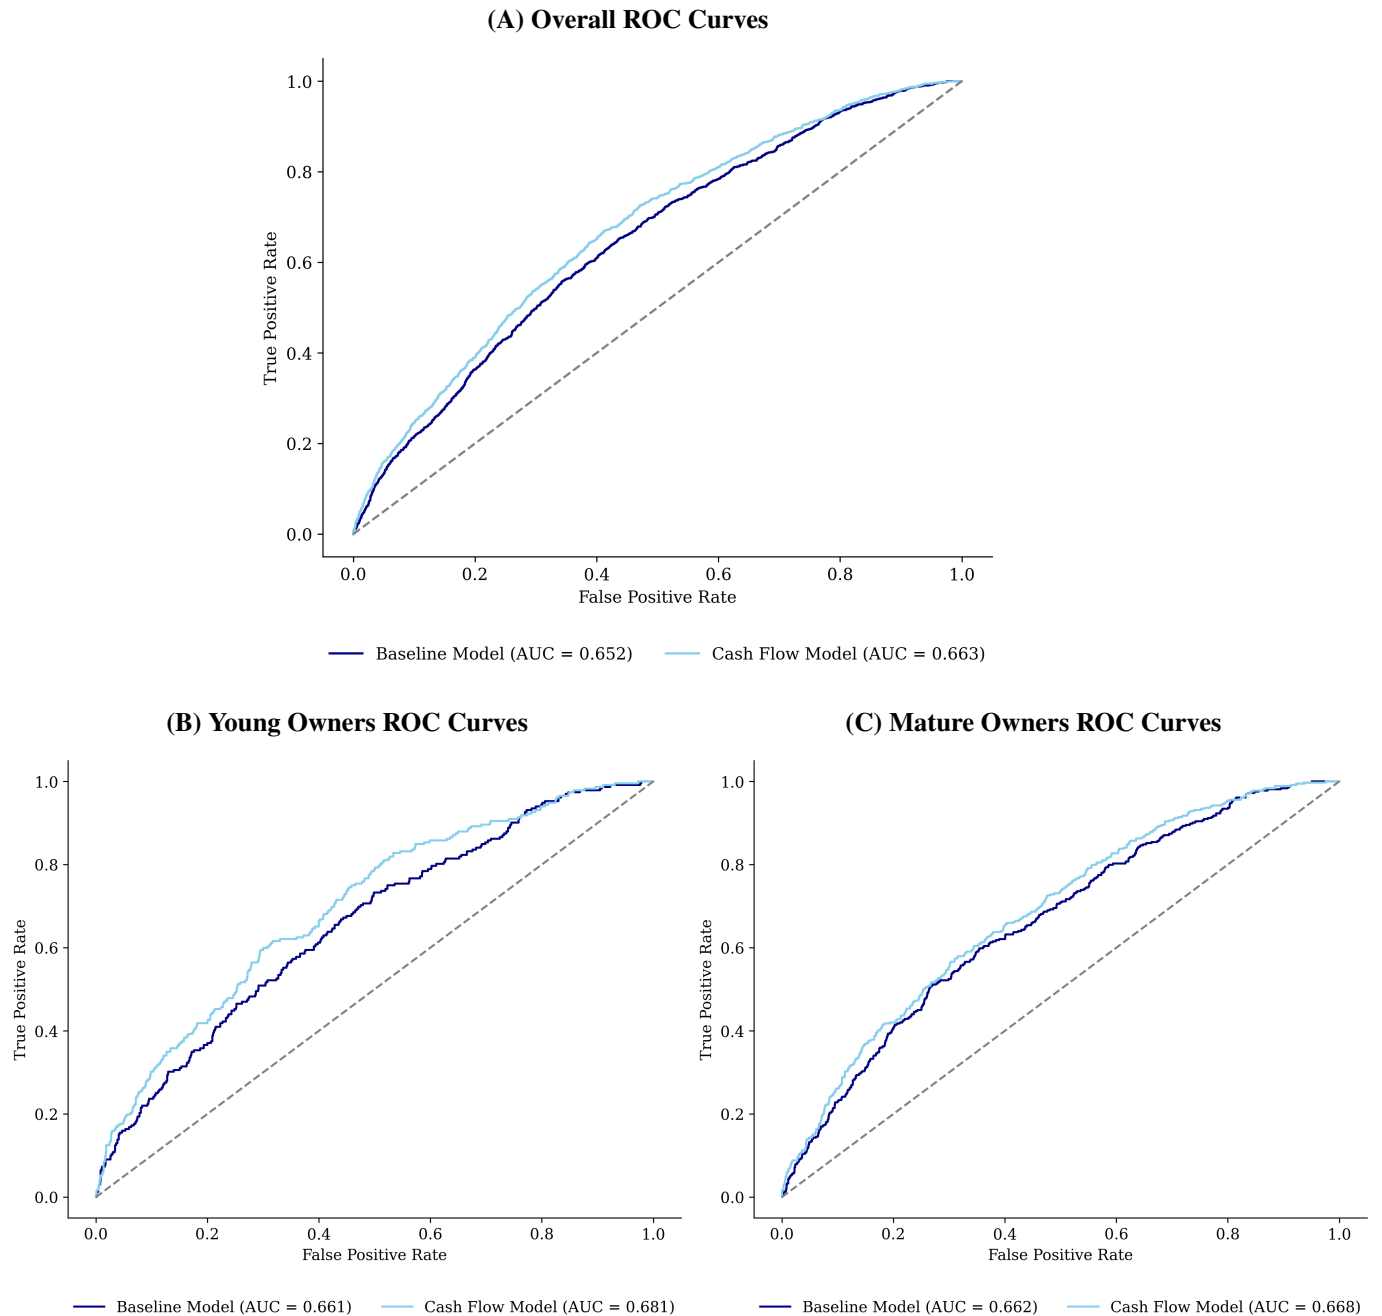 (A) Overall ROC Curves
True Positive Rate
1.0
0.8
0.6
0.4
0.2
0.0
0.0 0.2 0.4 0.6 0.8 1.0
False Positive Rate
Baseline Model (AUC = 0.652) Cash Flow Model (AUC = 0.663)
(B) Young Owners ROC Curves
True Positive Rate
1.0
0.8
0.6
0.4
0.2
0.0
0.0 0.2 0.4 0.6 0.8 1.0
False Positive Rate
Baseline Model (AUC = 0.661) Cash Flow Model (AUC = 0.681)
(C) Mature Owners ROC Curves
True Positive Rate
1.0
0.8
0.6
0.4
0.2
0.0
0.0 0.2 0.4 0.6 0.8 1.0
False Positive Rate
Baseline Model (AUC = 0.662) Cash Flow Model (AUC = 0.668)